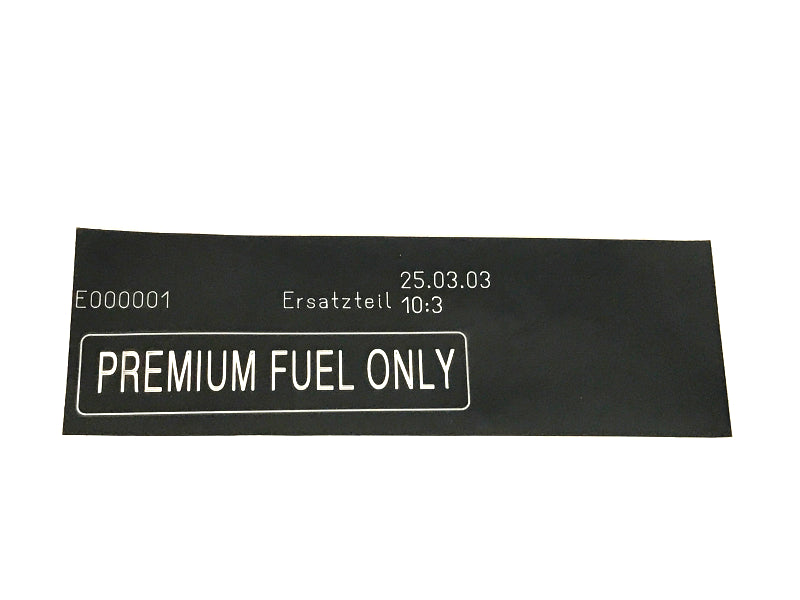 E000001 Ersatzteil 25.03.03
10:3
PREMIUM FUEL ONLY